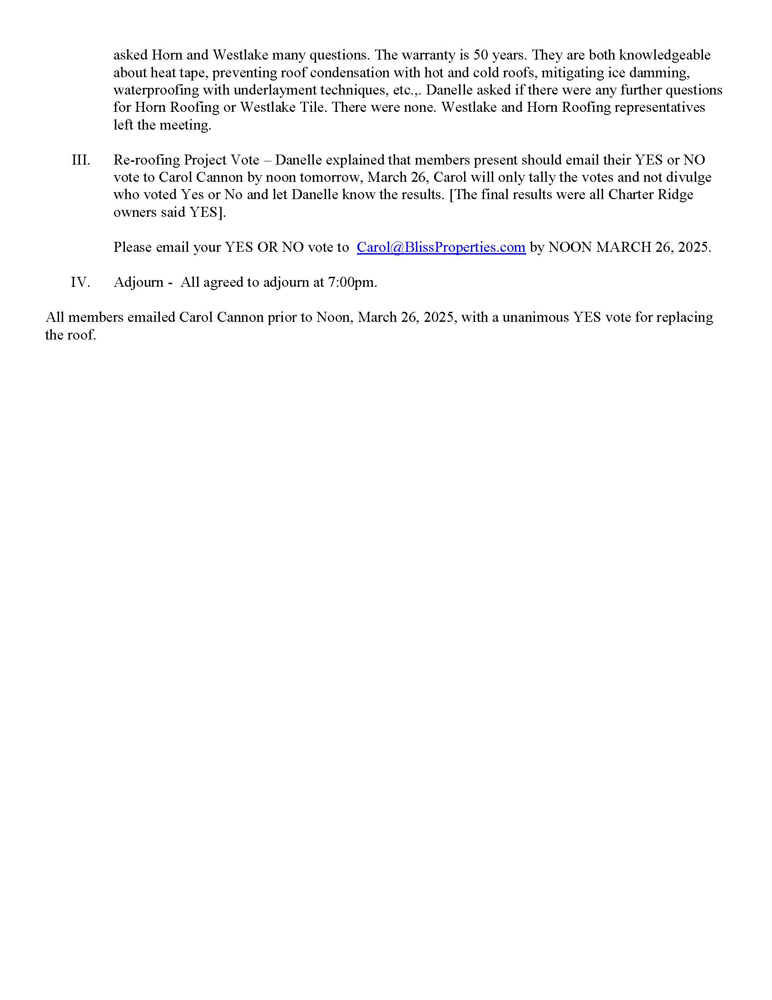 asked Horn and Westlake many questions. The warranty is 50 years. They are both knowledgeable
about heat tape, preventing roof condensation with hot and cold roofs, mitigating ice damming,
waterproofing with underlayment techniques, etc.,. Danelle asked if there were any further questions
for Horn Roofing or Westlake Tile. There were none. Westlake and Horn Roofing representatives
left the meeting.
III. Re-roofing Project Vote – Danelle explained that members present should email their YES or NO
vote to Carol Cannon by noon tomorrow, March 26, Carol will only tally the votes and not divulge
who voted Yes or No and let Danelle know the results. [The final results were all Charter Ridge
owners said YES].
Please email your YES OR NO vote to Carol@BlissProperties.com by NOON MARCH 26, 2025.
IV. Adjourn - All agreed to adjourn at 7:00pm.
All members emailed Carol Cannon prior to Noon, March 26, 2025, with a unanimous YES vote for replacing
the roof.